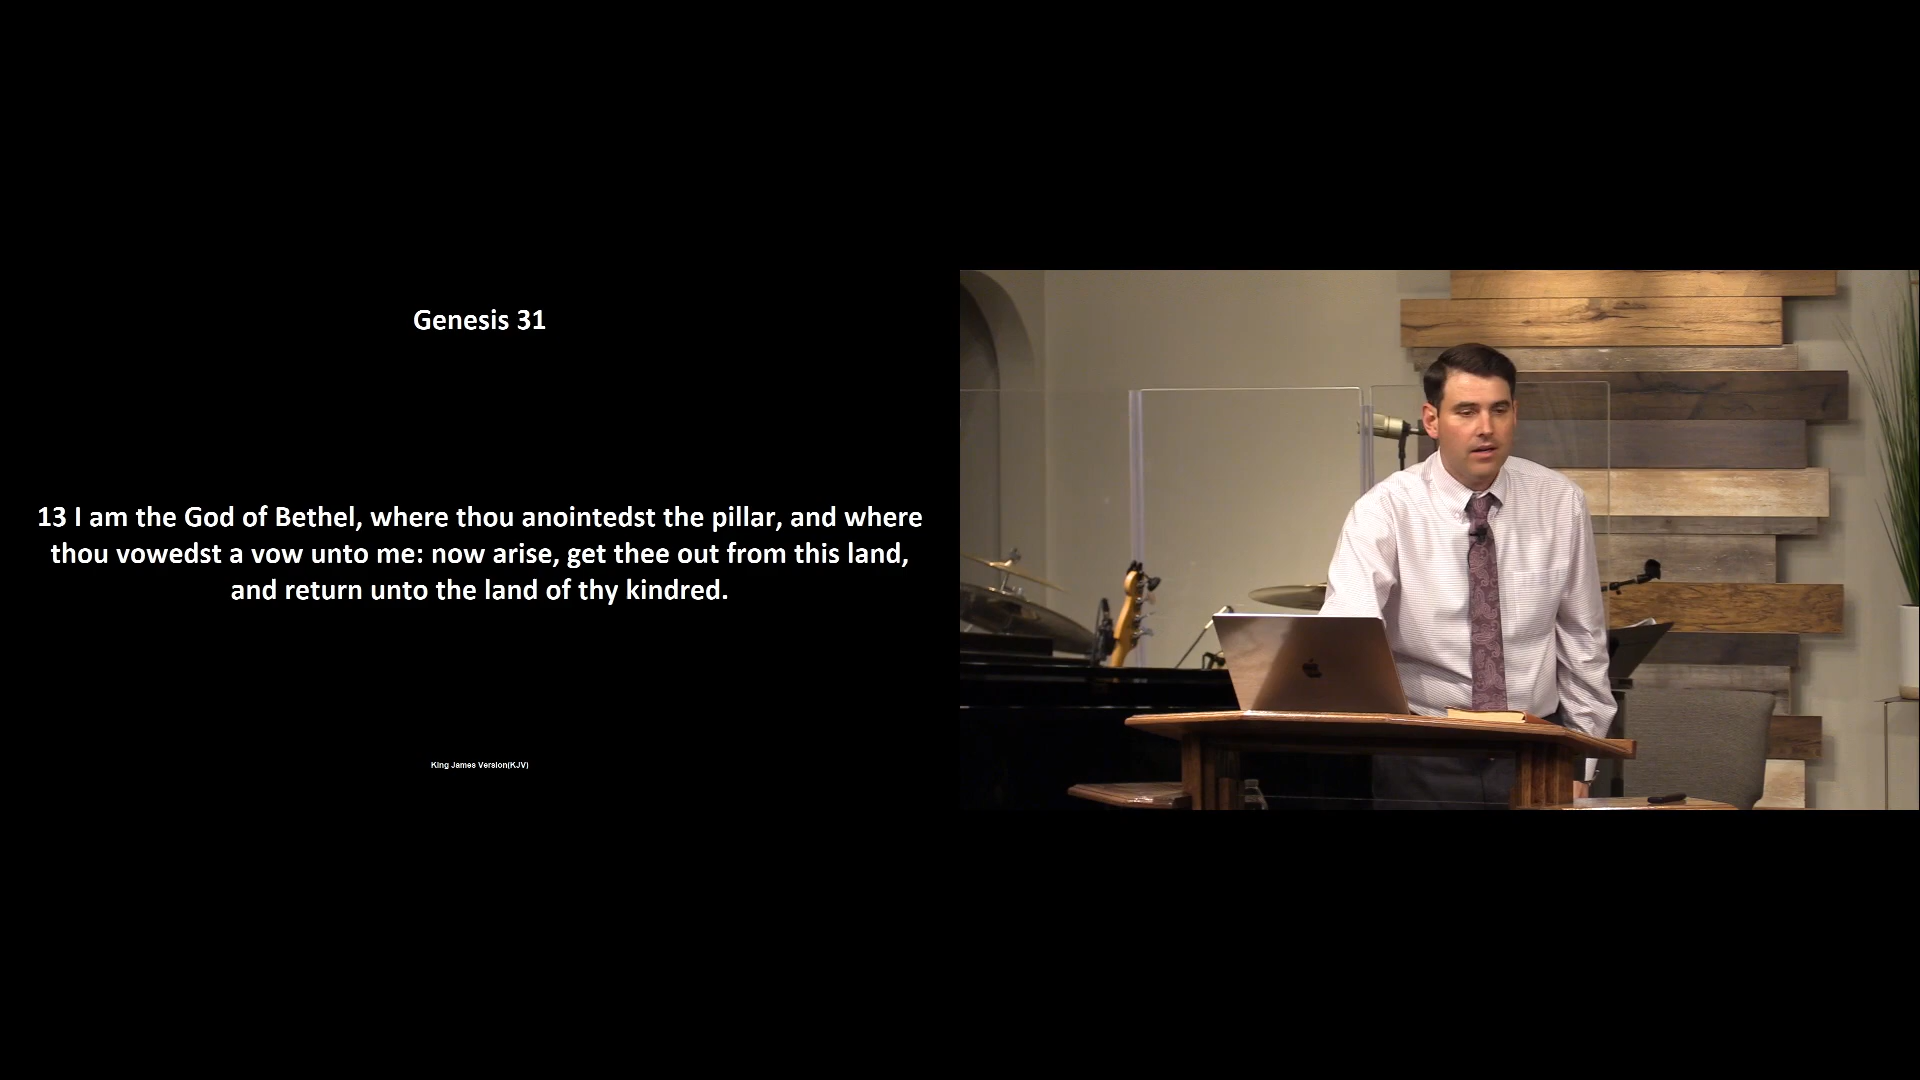 Genesis 31
13 I am the God of Bethel, where thou anointedst the pillar, and where
thou vowedst a vow unto me: now arise, get thee out from this land,
and return unto the land of thy kindred.
King James Version(KJV)